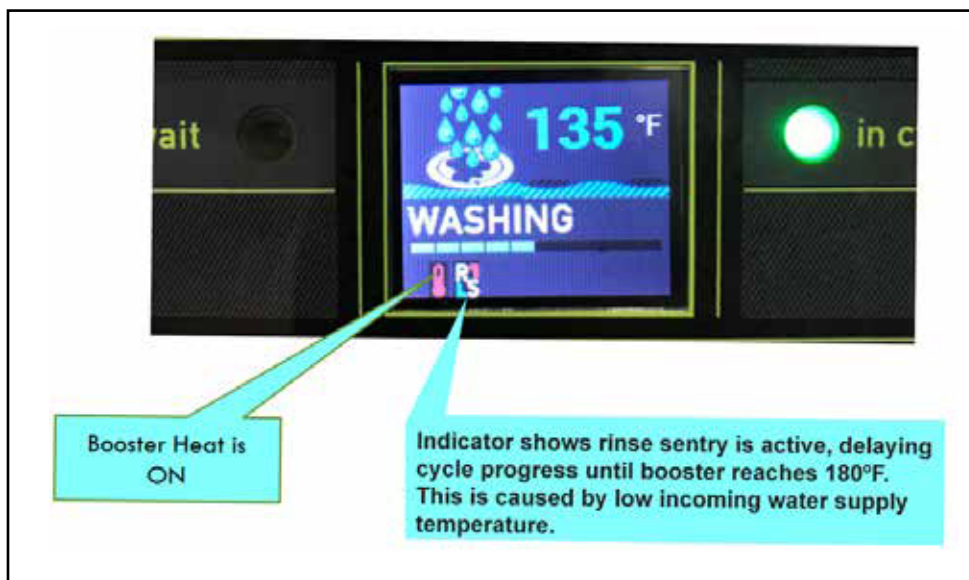 ait
135 °F
in c
WASHING
R
S
Booster Heat is
ON
Indicator shows rinse sentry is active, delaying
cycle progress until booster reaches 180ºF.
This is caused by low incoming water supply
temperature.